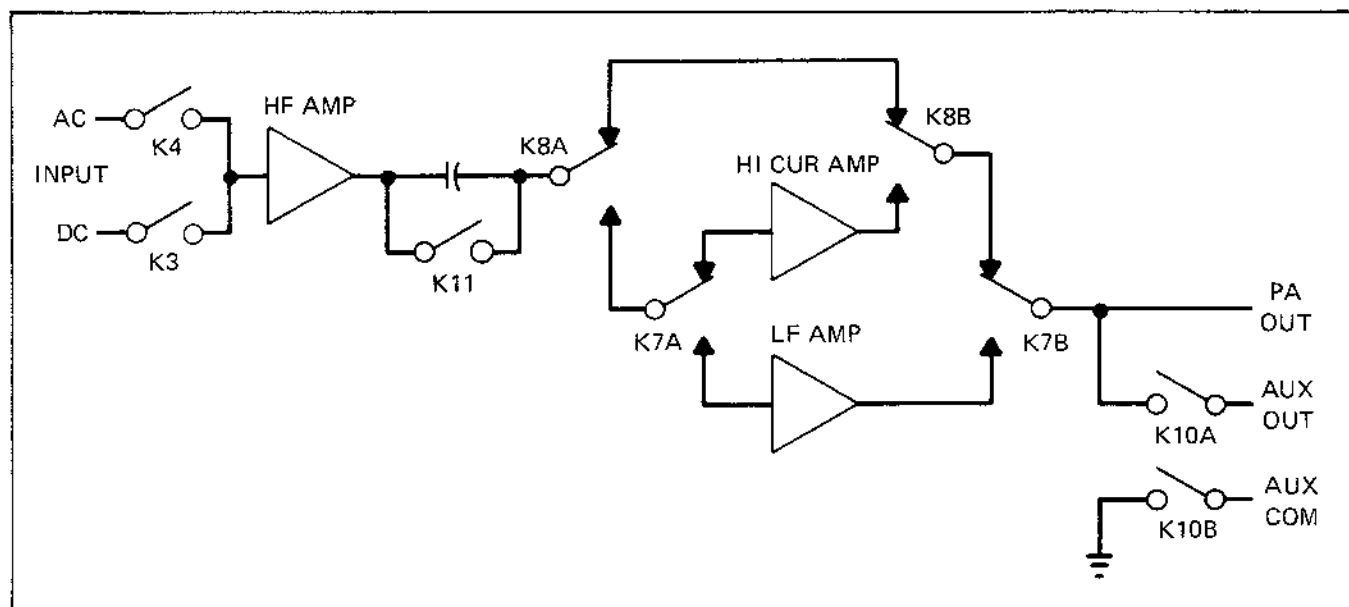 AC
K4
INPUT
DC
K3
HF AMP
K11
K8A
K8B
HI CUR AMP
K7A
LF AMP
K7B
PA
OUT
K10A
AUX
OUT
K10B
AUX
COM